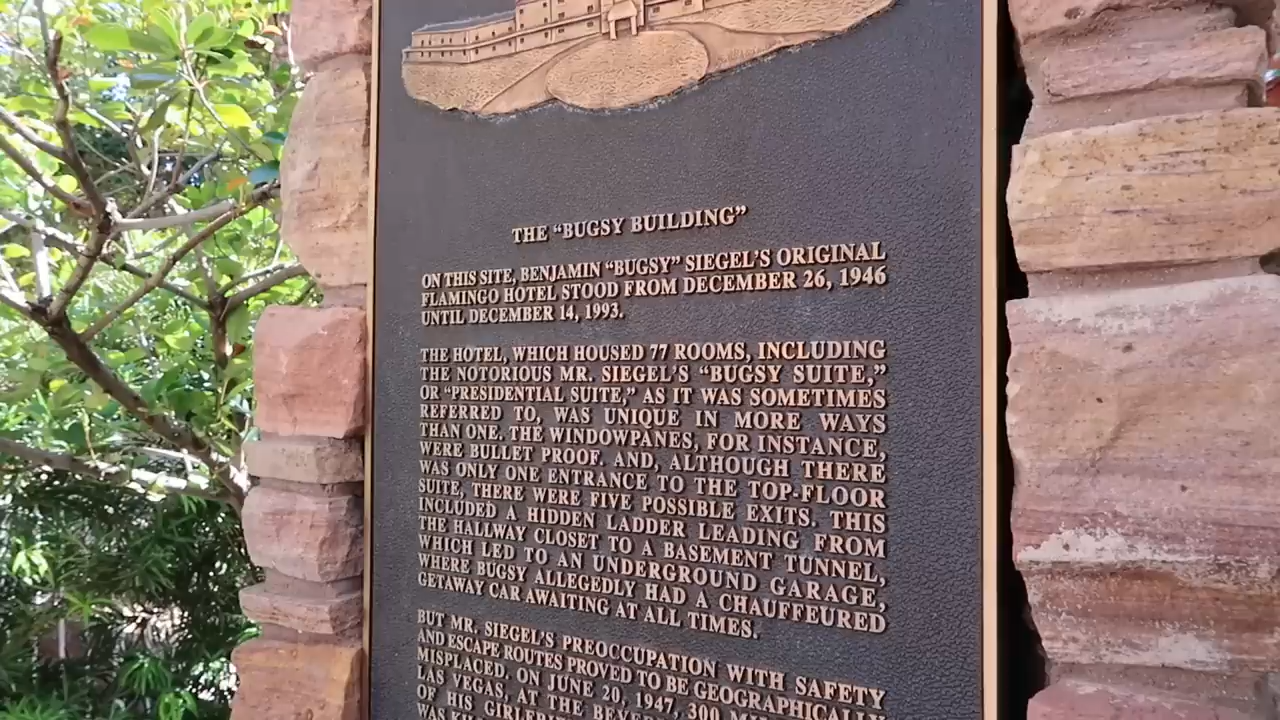 THE “BUGSY BUILDING”
ON THIS SITE, BENJAMIN “BUGSY” SIEGEL’S ORIGINAL
FLAMINGO HOTEL STOOD FROM DECEMBER 26, 1946
UNTIL DECEMBER 14, 1993.
THE HOTEL, WHICH HOUSED 77 ROOMS, INCLUDING
THE NOTORIOUS MR. SIEGEL’S “BUGSY SUITE,”
OR “PRESIDENTIAL SUITE,” AS IT WAS SOMETIMES
REFERRED TO, WAS UNIQUE IN MORE WAYS
THAN ONE. THE WINDOWPANES, FOR INSTANCE,
WERE BULLET PROOF. AND, ALTHOUGH THERE
WAS ONLY ONE ENTRANCE TO THE TOP-FLOOR
SUITE, THERE WERE FIVE POSSIBLE EXITS. THIS
INCLUDED A HIDDEN LADDER LEADING FROM
THE HALLWAY CLOSET TO A BASEMENT TUNNEL,
WHICH LED TO AN UNDERGROUND GARAGE,
WHERE BUGSY ALLEGEDLY HAD A CHAUFFEURED
GETAWAY CAR AWAITING AT ALL TIMES.
BUT MR. SIEGEL’S PREOCCUPATION WITH SAFETY
AND ESCAPE ROUTES PROVED TO BE GEOGRAPHICALLY
MISPLACED. ON JUNE 20, 1947, 300
LAS VEGAS, AT THE
OF HIS
WAS